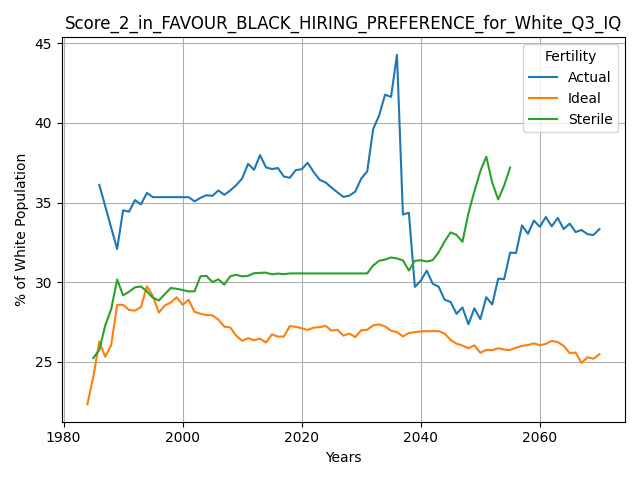 Score_2_in_FAVOUR_BLACK_HIRING_PREFERENCE_for_White_Q3_IQ
Fertility
Actual
Ideal
Sterile
% of White Population
45
40
35
30
25
1980
2000
2020
2040
2060
Years